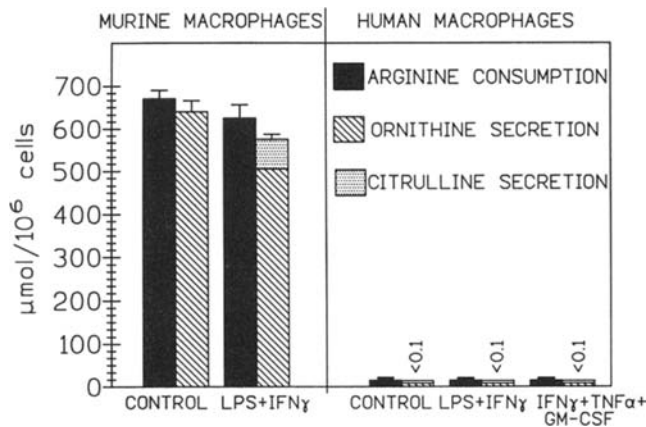 MURINE MACROPHAGES
HUMAN MACROPHAGES
ARGININE CONSUMPTION
ORNITHINE SECRETION
CITRULLINE SECRETION
μmol/10⁶ cells
700
600
500
400
300
200
100
0
<0.1
<0.1
<0.1
CONTROL
LPS+IFNγ
CONTROL
LPS+IFNγ
IFNγ+TNFα+
GM-CSF